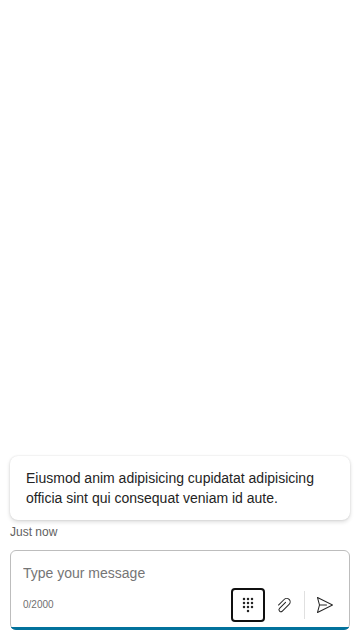 Eiusmod anim adipisicing cupidatat adipisicing
officia sint qui consequat veniam id aute.
Just now
Type your message
0/2000